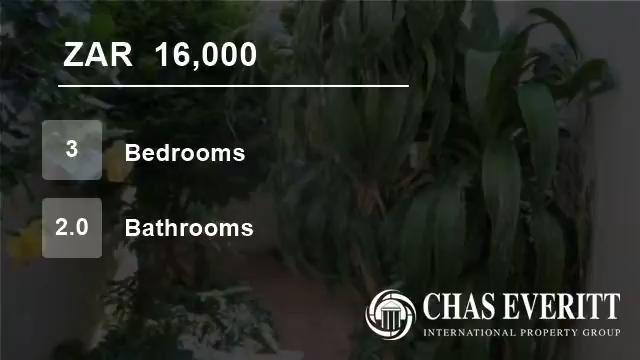 ZAR 16,000
3 Bedrooms
2.0 Bathrooms
CHAS EVERITT
INTERNATIONAL PROPERTY GROUP